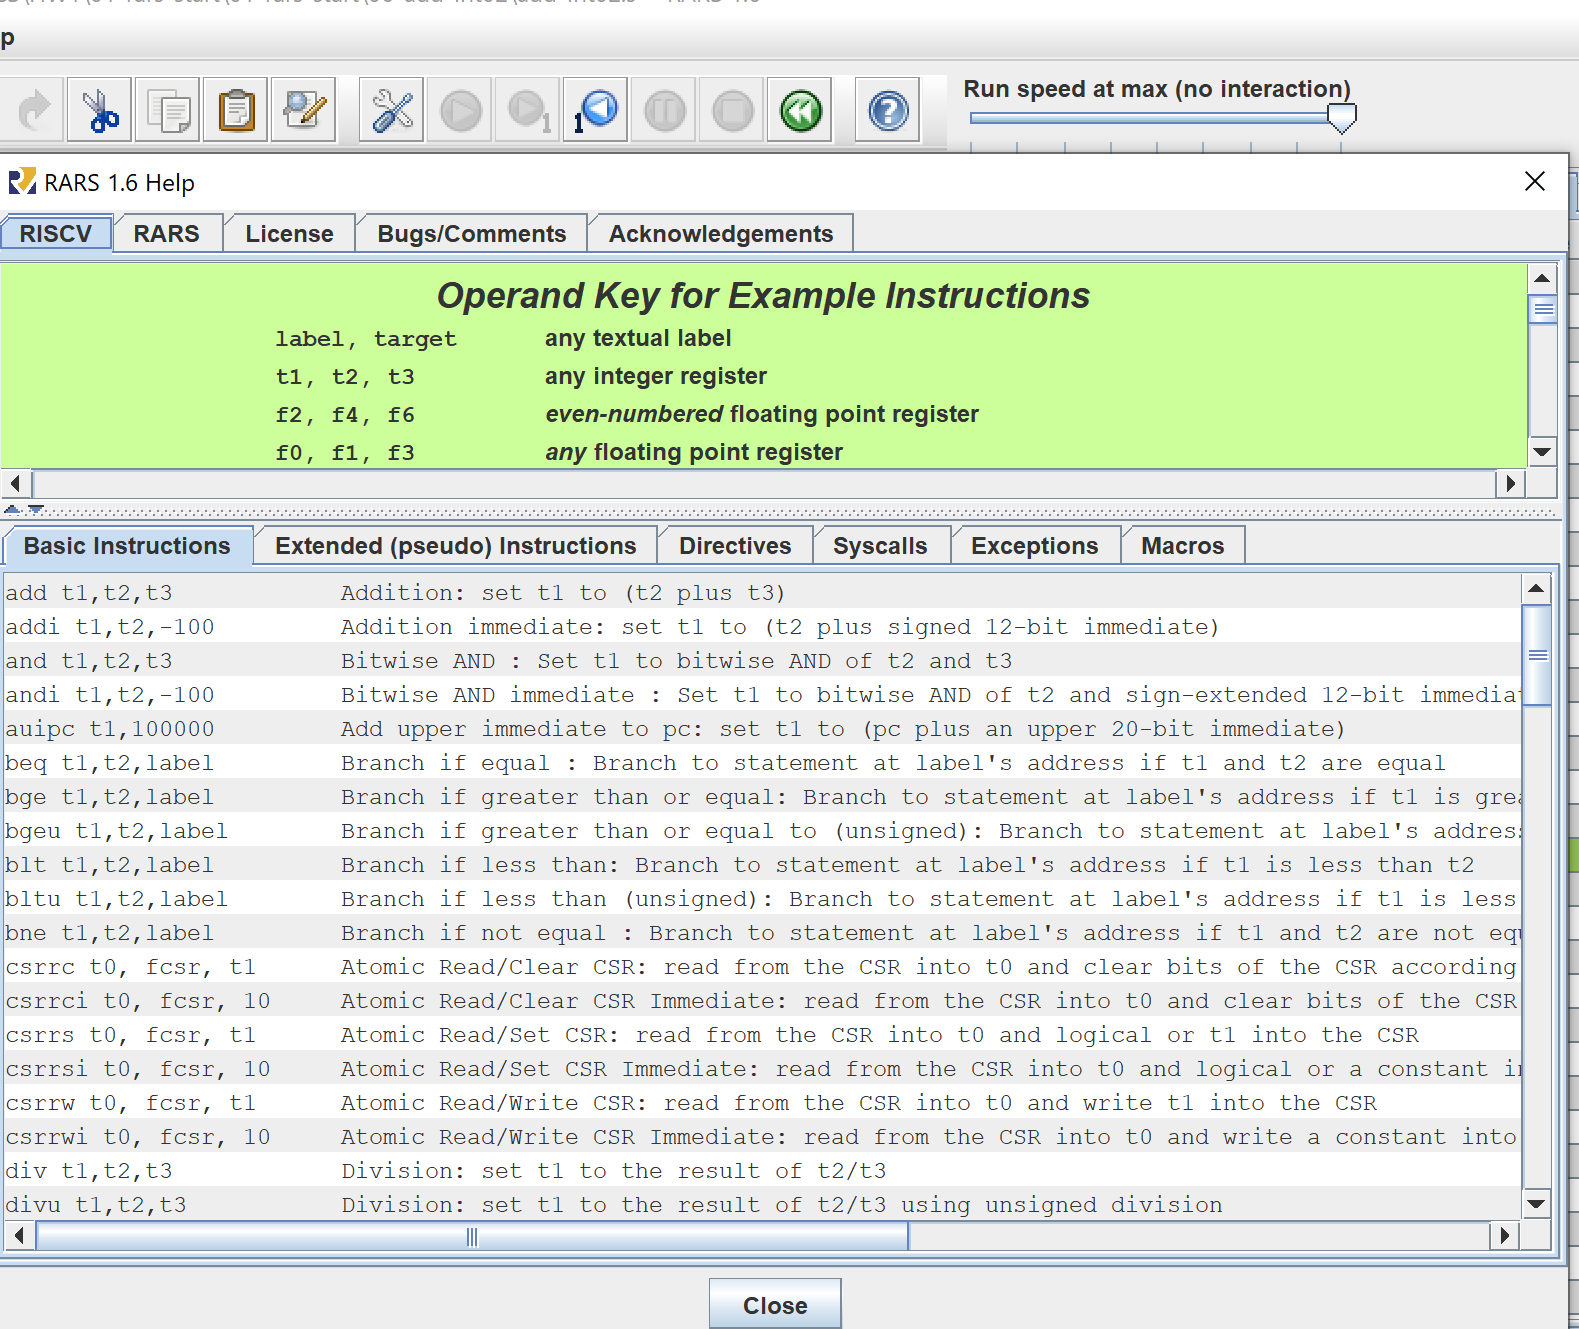 p
Run speed at max (no interaction)
1
1
RARS 1.6 Help
RISCV RARS License Bugs/Comments Acknowledgements
Operand Key for Example Instructions
label, target any textual label
t1, t2, t3 any integer register
f2, f4, f6 even-numbered floating point register
f0, f1, f3 any floating point register
Basic Instructions Extended (pseudo) Instructions Directives Syscalls Exceptions Macros
add t1,t2,t3 Addition: set t1 to (t2 plus t3)
addi t1,t2,-100 Addition immediate: set t1 to (t2 plus signed 12-bit immediate)
and t1,t2,t3 Bitwise AND : Set t1 to bitwise AND of t2 and t3
andi t1,t2,-100 Bitwise AND immediate : Set t1 to bitwise AND of t2 and sign-extended 12-bit immedia
auipc t1,100000 Add upper immediate to pc: set t1 to (pc plus an upper 20-bit immediate)
beq t1,t2,label Branch if equal : Branch to statement at label's address if t1 and t2 are equal
bge t1,t2,label Branch if greater than or equal: Branch to statement at label's address if t1 is grea
bgeu t1,t2,label Branch if greater than or equal to (unsigned): Branch to statement at label's addres
blt t1,t2,label Branch if less than: Branch to statement at label's address if t1 is less than t2
bltu t1,t2,label Branch if less than (unsigned): Branch to statement at label's address if t1 is less
bne t1,t2,label Branch if not equal : Branch to statement at label's address if t1 and t2 are not equ
csrrc t0, fcsr, t1 Atomic Read/Clear CSR: read from the CSR into t0 and clear bits of the CSR according
csrrci t0, fcsr, 10 Atomic Read/Clear CSR Immediate: read from the CSR into t0 and clear bits of the CSR
csrrs t0, fcsr, t1 Atomic Read/Set CSR: read from the CSR into t0 and logical or t1 into the CSR
csrrsi t0, fcsr, 10 Atomic Read/Set CSR Immediate: read from the CSR into t0 and logical or a constant i
csrrw t0, fcsr, t1 Atomic Read/Write CSR: read from the CSR into t0 and write t1 into the CSR
csrrwi t0, fcsr, 10 Atomic Read/Write CSR Immediate: read from the CSR into t0 and write a constant into
div t1,t2,t3 Division: set t1 to the result of t2/t3
divu t1,t2,t3 Division: set t1 to the result of t2/t3 using unsigned division
Close